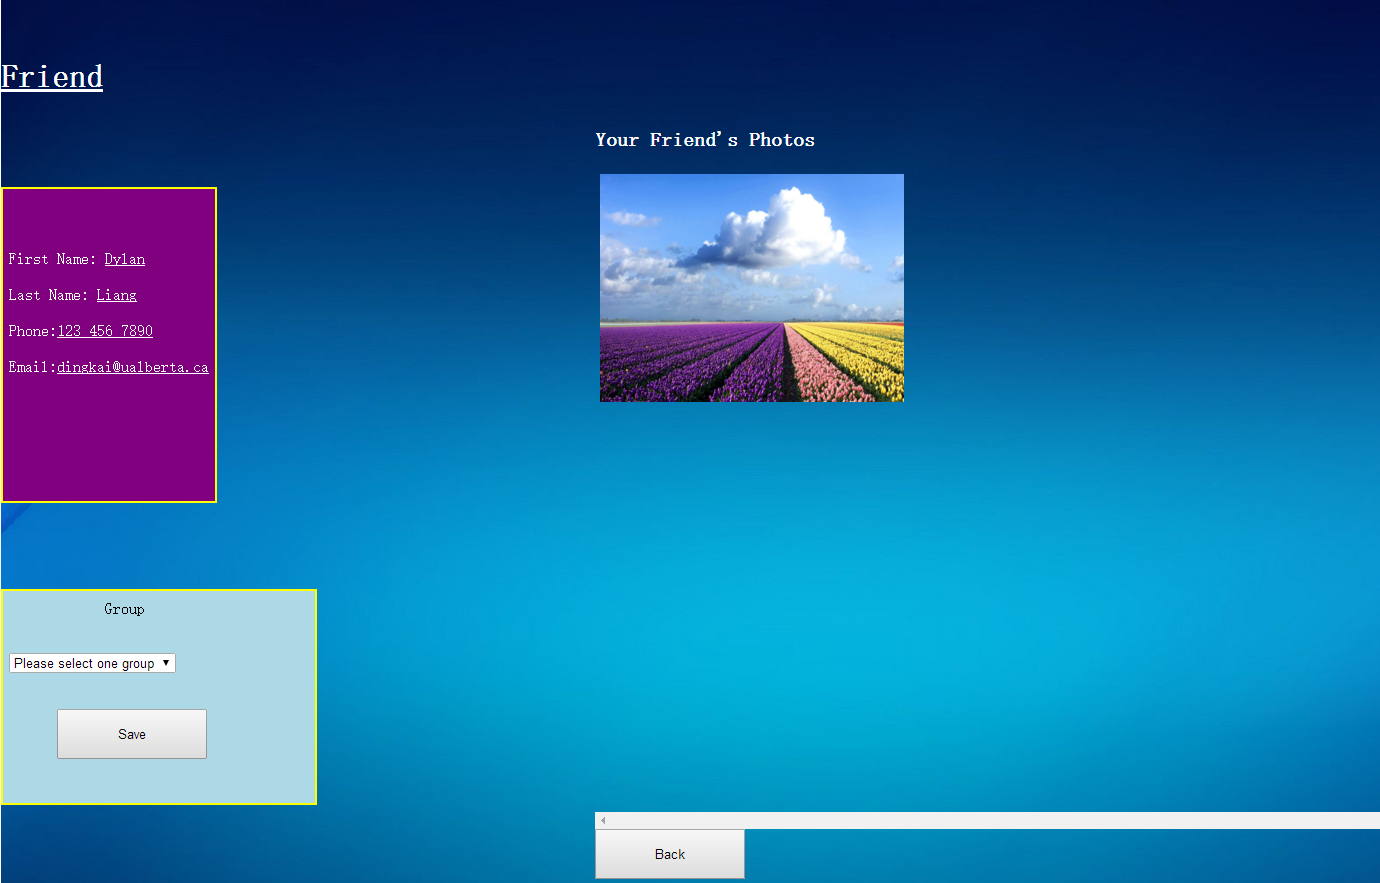 Friend
Your Friend's Photos
First Name: Dylan
Last Name: Liang
Phone:123 456 7890
Email:dingkai@ualberta.ca
Group
Please select one group
Save
Back